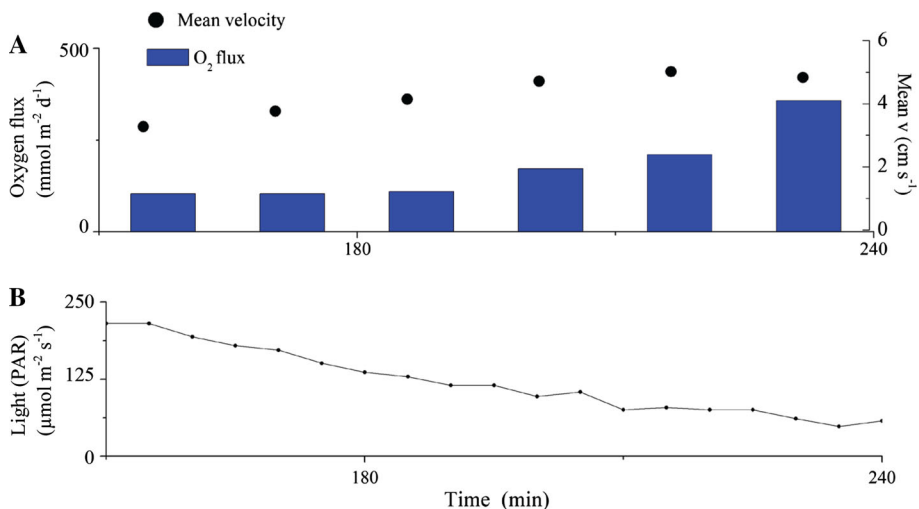 Mean velocity
A
O₂ flux
500
0
Oxygen flux
(mmol m⁻² d⁻¹)
6
4
2
0
Mean v (cm s⁻¹)
180
240
B
250
125
0
Light (PAR)
(µmol m⁻² s⁻¹)
180
240
Time (min)